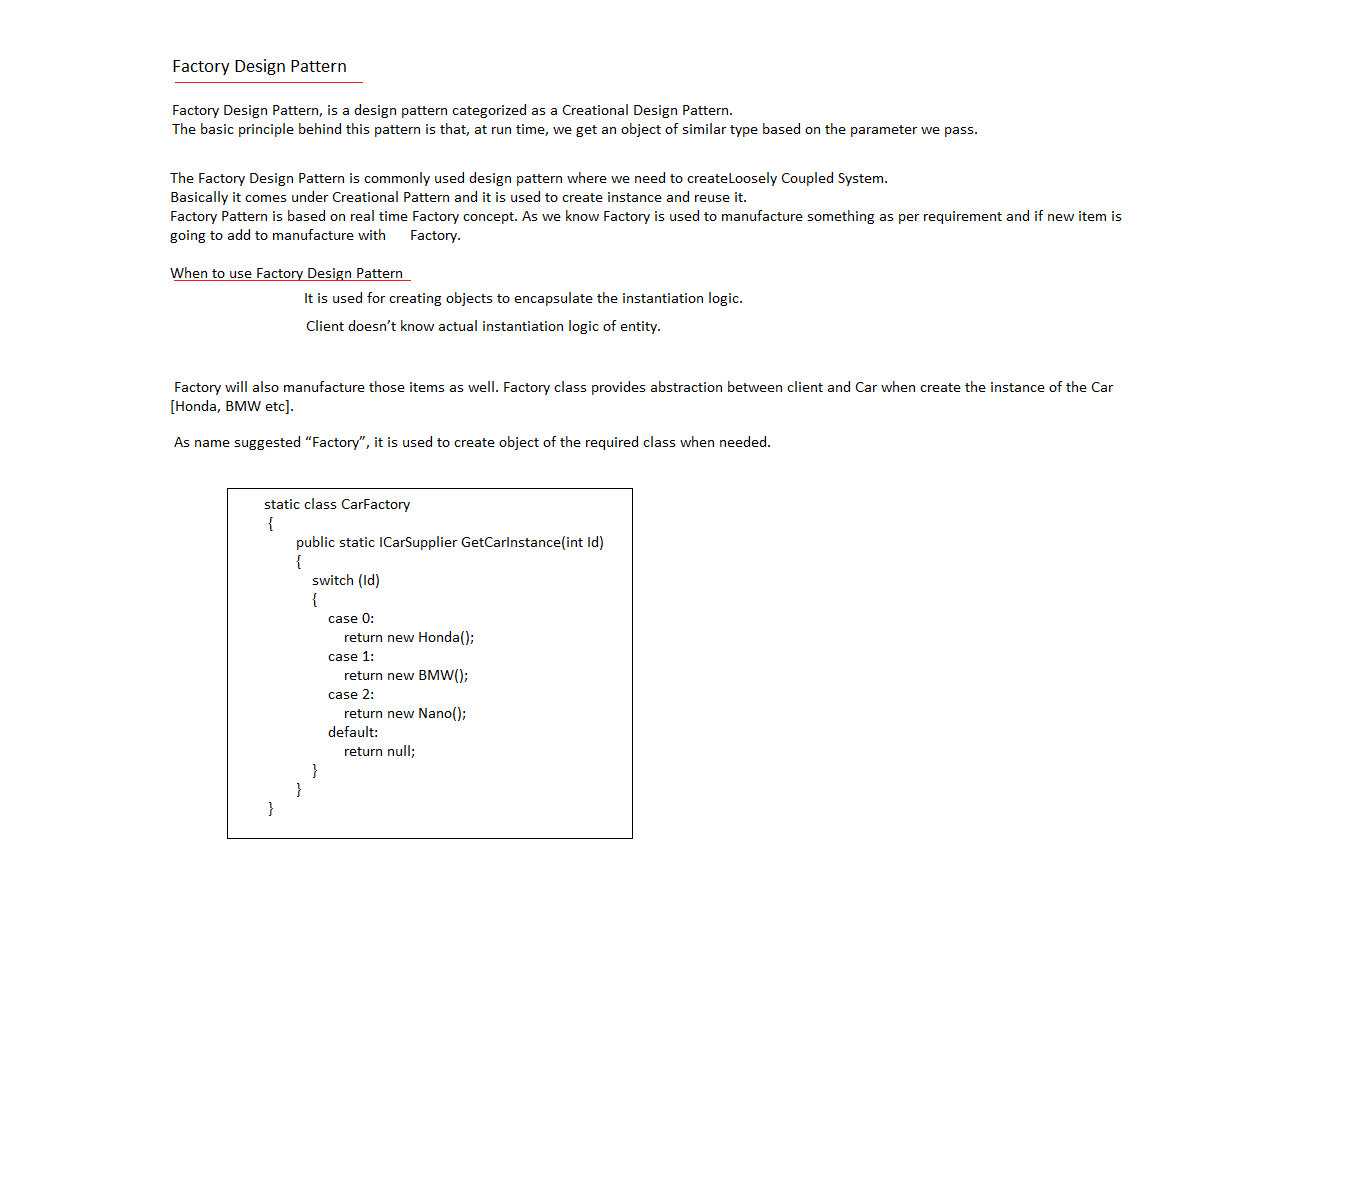 Factory Design Pattern
Factory Design Pattern, is a design pattern categorized as a Creational Design Pattern.
The basic principle behind this pattern is that, at run time, we get an object of similar type based on the parameter we pass.
The Factory Design Pattern is commonly used design pattern where we need to createLoosely Coupled System.
Basically it comes under Creational Pattern and it is used to create instance and reuse it.
Factory Pattern is based on real time Factory concept. As we know Factory is used to manufacture something as per requirement and if new item is
going to add to manufacture with Factory.
When to use Factory Design Pattern
It is used for creating objects to encapsulate the instantiation logic.
Client doesn’t know actual instantiation logic of entity.
Factory will also manufacture those items as well. Factory class provides abstraction between client and Car when create the instance of the Car
[Honda, BMW etc].
As name suggested “Factory”, it is used to create object of the required class when needed.
static class CarFactory
{
public static ICarSupplier GetCarInstance(int Id)
{
switch (Id)
{
case 0:
return new Honda();
case 1:
return new BMW();
case 2:
return new Nano();
default:
return null;
}
}
}